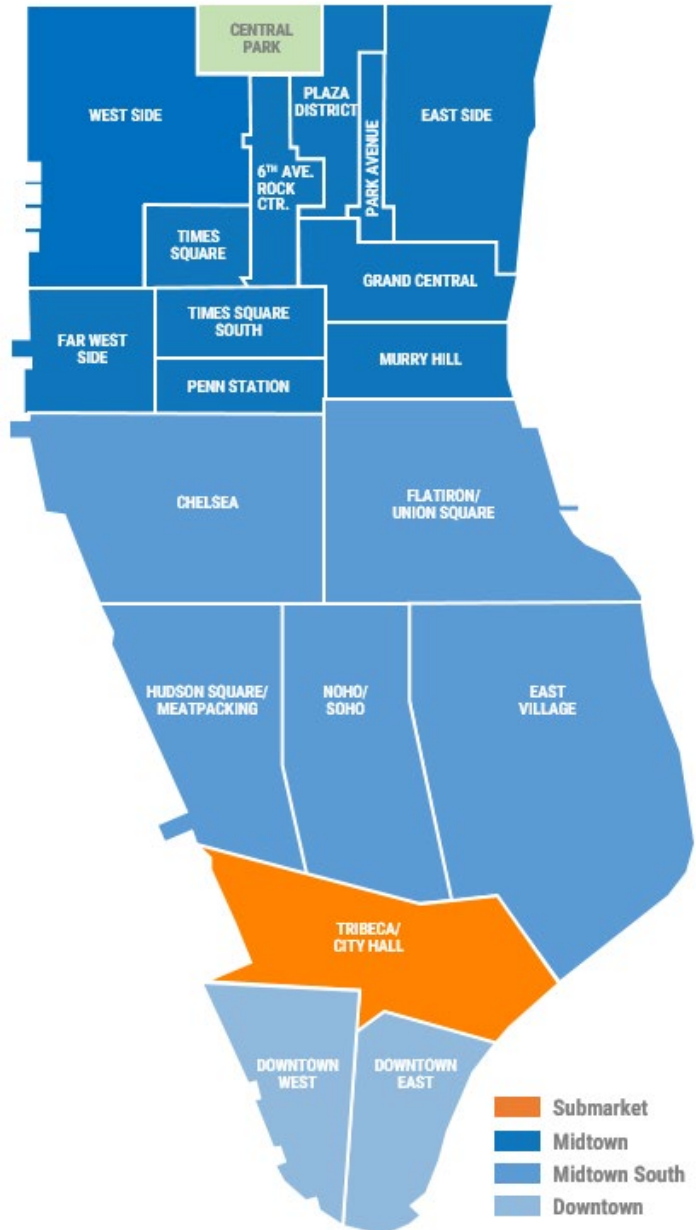 CENTRAL
PARK
WEST SIDE
PLAZA
DISTRICT
EAST SIDE
PARK AVENUE
6TH AVE.
ROCK
CTR.
TIMES
SQUARE
GRAND CENTRAL
FAR WEST
SIDE
TIMES SQUARE
SOUTH
MURRY HILL
PENN STATION
CHELSEA
FLATIRON/
UNION SQUARE
HUDSON SQUARE/
MEATPACKING
NOHO/
SOHO
EAST
VILLAGE
TRIBECA/
CITY HALL
DOWNTOWN
WEST
DOWNTOWN
EAST
Submarket
Midtown
Midtown South
Downtown